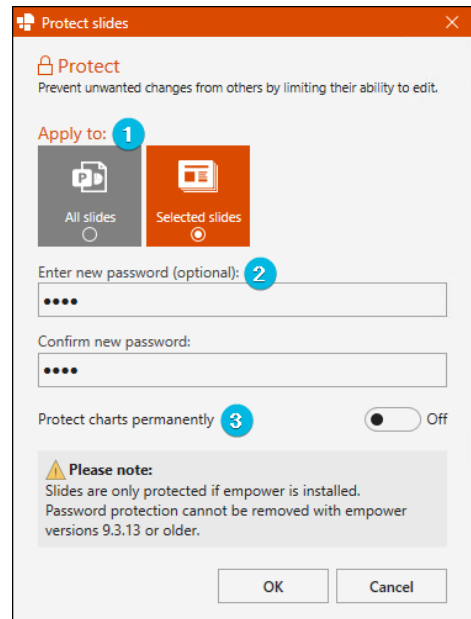 Protect slides
Protect
Prevent unwanted changes from others by limiting their ability to edit.
Apply to: 1
All slides
Selected slides
Enter new password (optional): 2
••••
Confirm new password:
••••
Protect charts permanently 3 Off
Please note:
Slides are only protected if empower is installed.
Password protection cannot be removed with empower
versions 9.3.13 or older.
OK Cancel